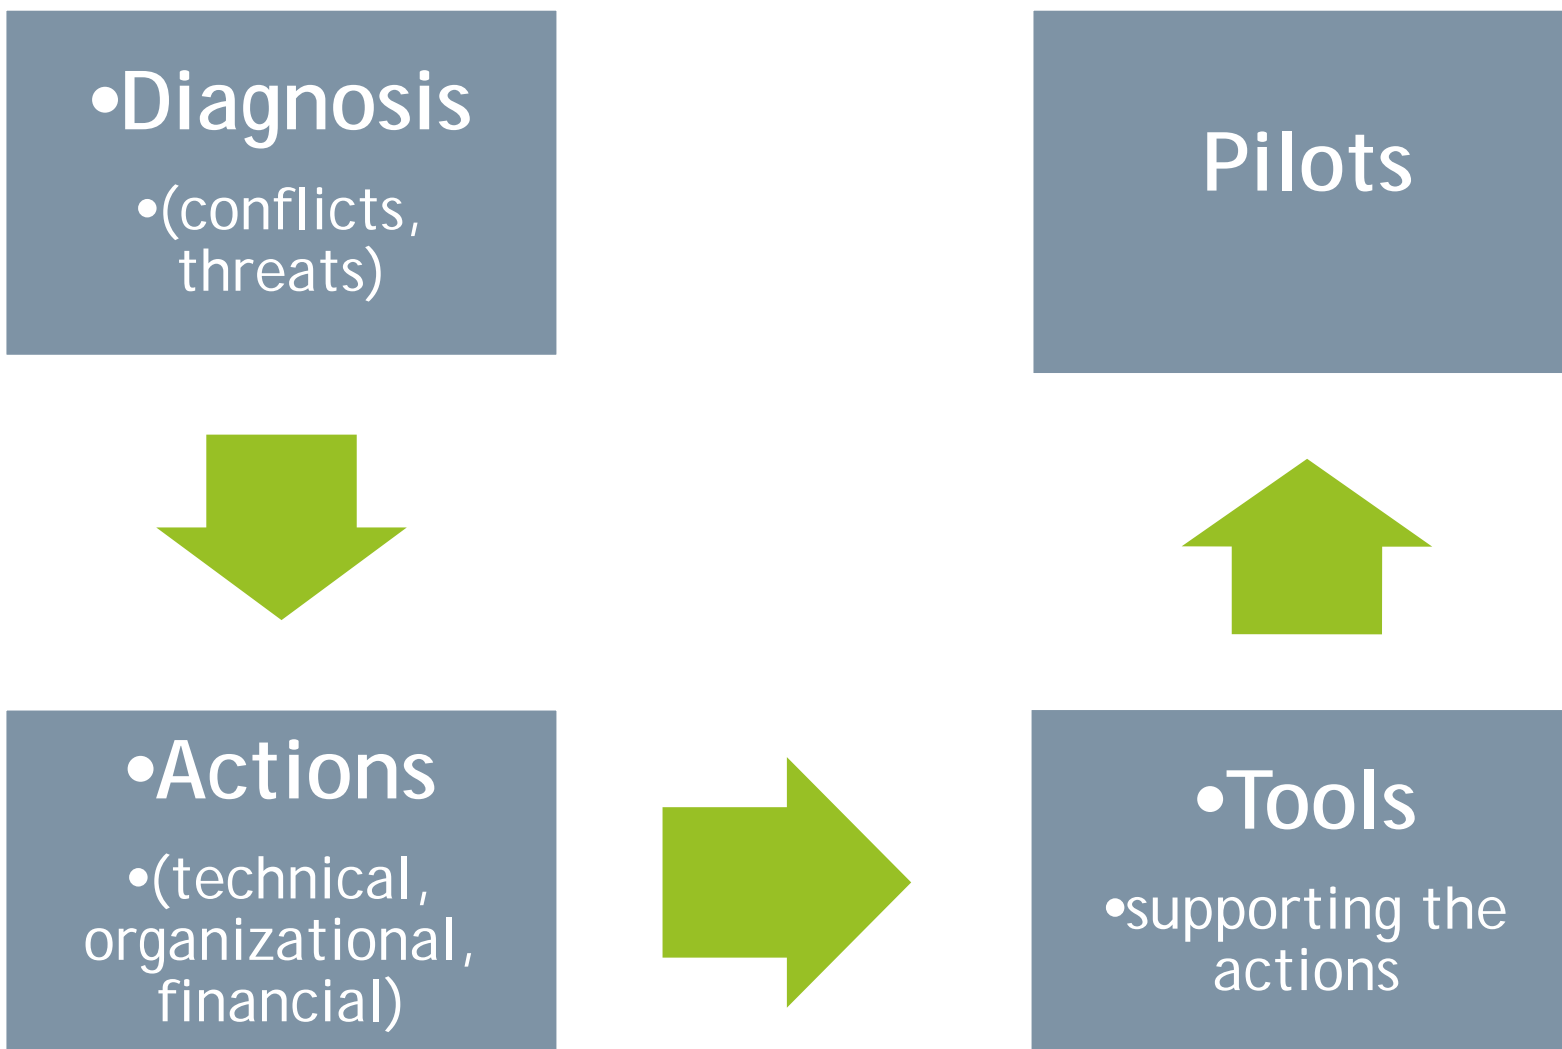 •Diagnosis
•(conflicts,
threats)
•Actions
•(technical,
organizational,
financial)
•Tools
•supporting the
actions
Pilots